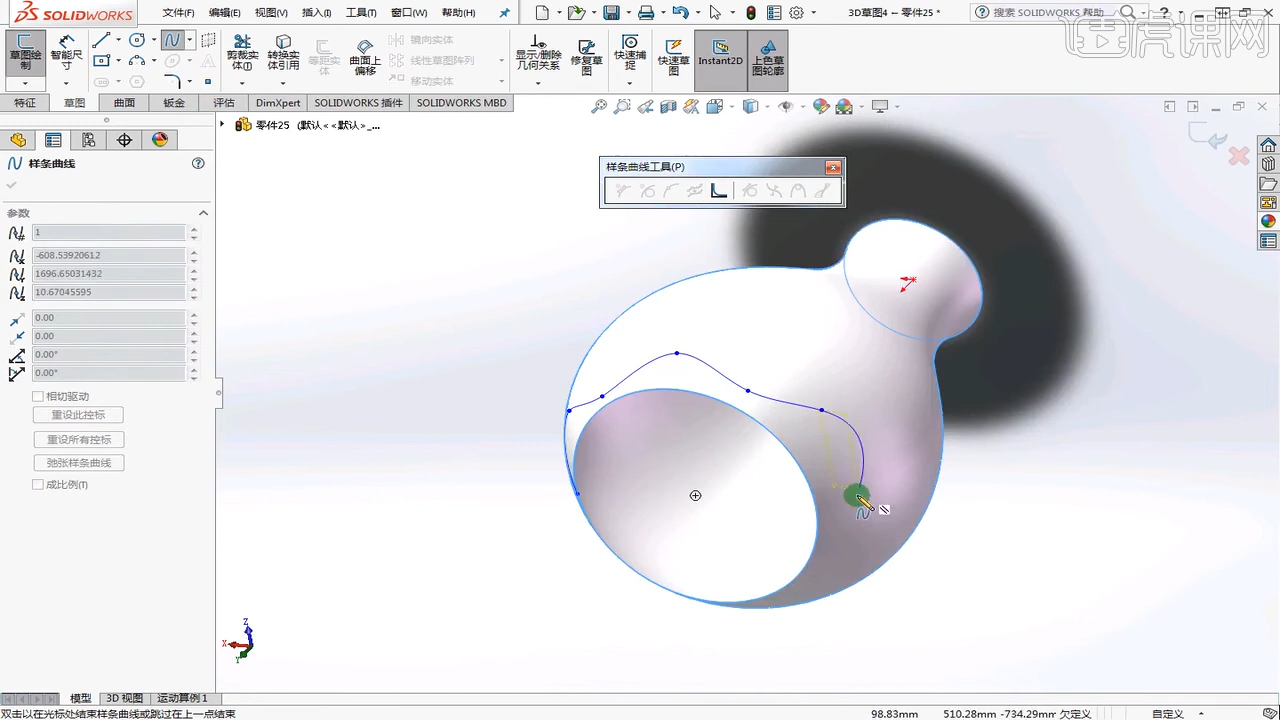 SOLIDWORKS
文件(F) 编辑(E) 视图(V) 插入(I) 工具(T) 窗口(W) 帮助(H)
3D草图4 - 零件25 *
搜索 SOLIDWORKS
虎课网
草图绘制
智能尺寸
剪裁实体(I)
转换实体引用
等距实体
曲面上偏移
镜向实体
线性草图阵列
移动实体
显示/删除几何关系
修复草图
快速捕捉
快速草图
Instant2D
上色草图轮廓
特征 草图 曲面 钣金 评估 DimXpert SOLIDWORKS 插件 SOLIDWORKS MBD
零件25 (默认<<默认>_...
样条曲线
样条曲线工具(P)
参数
1
-608.5392061​2
1696.65031432
10.67045595
0.00
0.00
0.00°
0.00°
相切驱动
重设此控标
重设所有控标
弛张样条曲线
成比例(T)
Z
X
Y
模型 3D 视图 运动算例 1
双击以在光标处结束样条曲线或跳过在上一点结束
98.83mm 510.28mm -734.29mm 欠定义 自定义